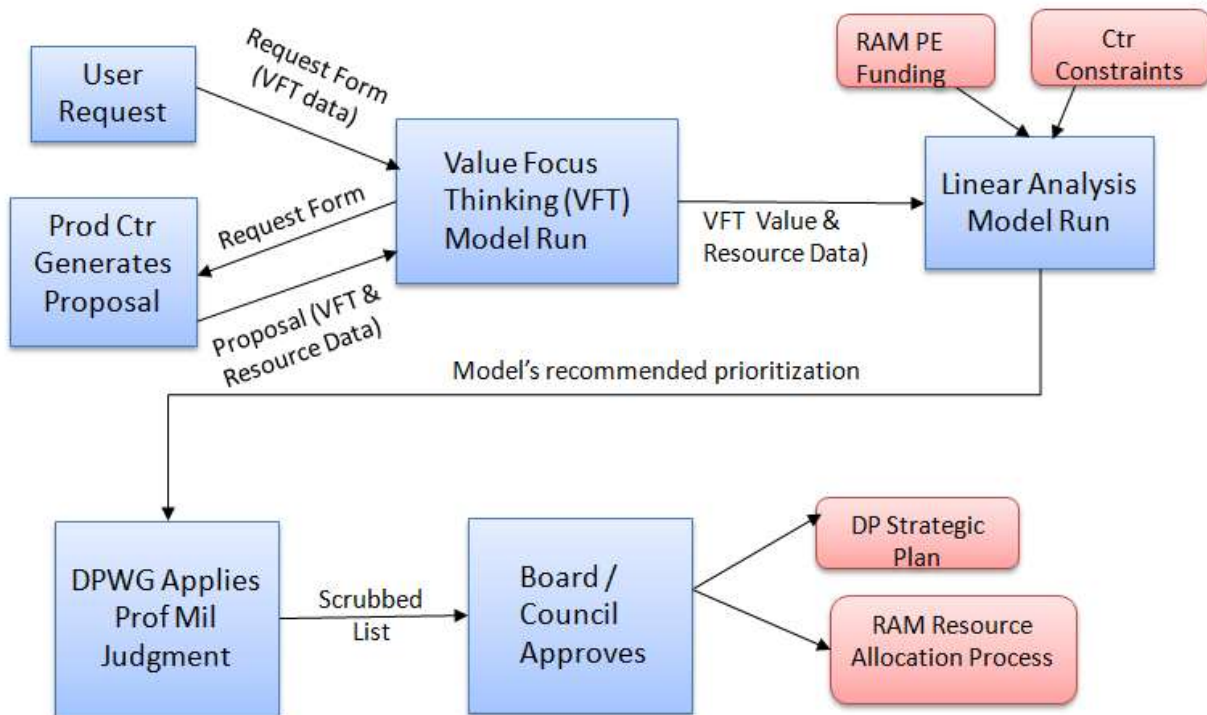 User
Request
Request Form
(VFT data)
RAM PE
Funding
Ctr
Constraints
Prod Ctr
Generates
Proposal
Request Form
Proposal (VFT &
Resource Data)
Value Focus
Thinking (VFT)
Model Run
VFT Value &
Resource Data)
Linear Analysis
Model Run
Model’s recommended prioritization
DPWG Applies
Prof Mil
Judgment
Scrubbed
List
Board /
Council
Approves
DP Strategic
Plan
RAM Resource
Allocation Process